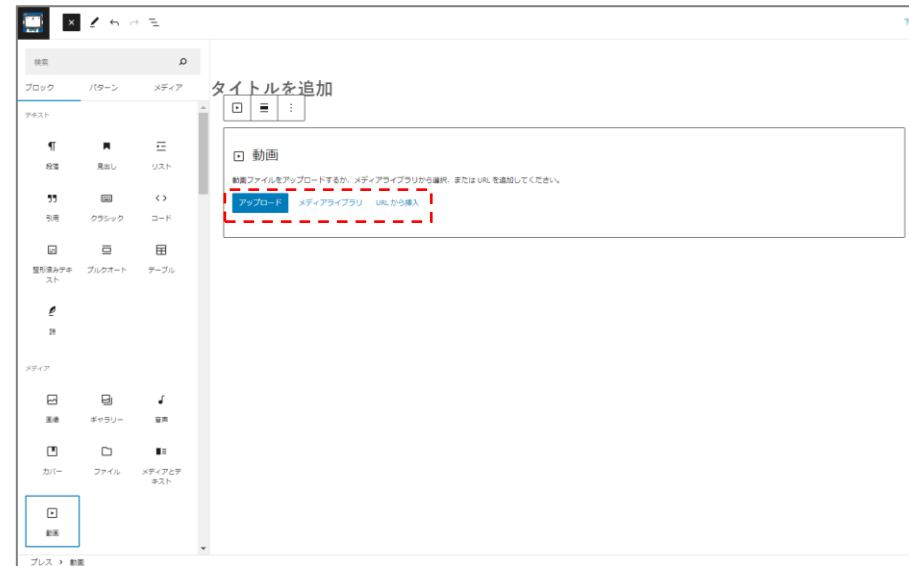 検索
ブロック パターン メディア
テキスト
段落 見出し リスト
引用 クラシック コード
整形済みテキスト プルクオート テーブル
詩
メディア
画像 ギャラリー 音声
カバー ファイル メディアとテキスト
動画
タイトルを追加
動画
動画ファイルをアップロードするか、メディアライブラリから選択、または URL を追加してください。
アップロード メディアライブラリ URL から挿入
プレス › 動画